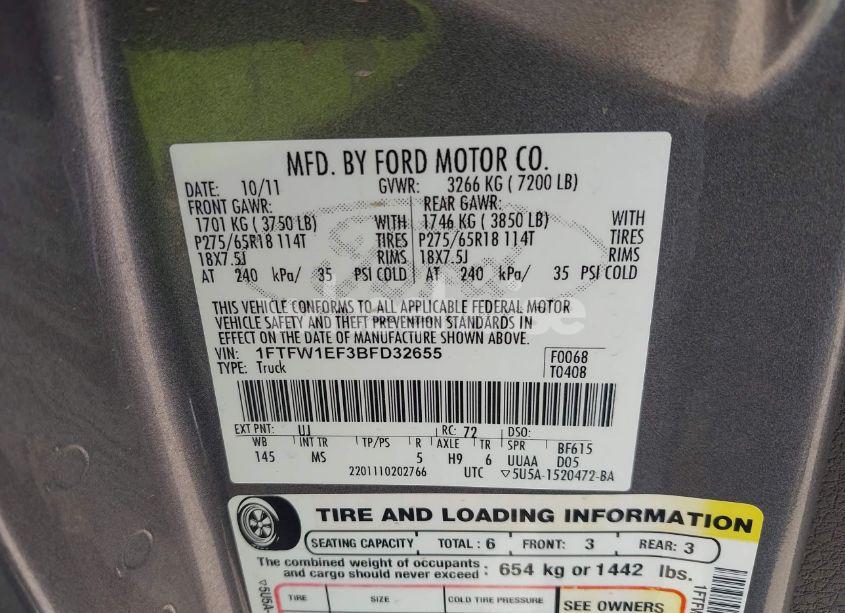 MFD. BY FORD MOTOR CO.
DATE: 10/11 GVWR: 3266 KG ( 7200 LB)
FRONT GAWR: REAR GAWR:
1701 KG ( 3750 LB) WITH 1746 KG ( 3850 LB) WITH
P275/65R18 114T TIRES P275/65R18 114T TIRES
18X7.5J RIMS 18X7.5J RIMS
AT 240 kPa/ 35 PSI COLD AT 240 kPa/ 35 PSI COLD
THIS VEHICLE CONFORMS TO ALL APPLICABLE FEDERAL MOTOR
VEHICLE SAFETY AND THEFT PREVENTION STANDARDS IN
EFFECT ON THE DATE OF MANUFACTURE SHOWN ABOVE.
VIN: 1FTFW1EF3BFD32655 F0068
TYPE: Truck T0408
EXT PNT: UJ RC: 72 DSO:
WB INT TR TP/PS R AXLE TR SPR BF615
145 MS 5 H9 6 UUAA D05
2201110202766 UTC ▽5U5A-1520472-BA
TIRE AND LOADING INFORMATION
SEATING CAPACITY TOTAL : 6 FRONT: 3 REAR: 3
The combined weight of occupants
and cargo should never exceed : 654 kg or 1442 lbs.
TIRE SIZE COLD TIRE PRESSURE SEE OWNERS